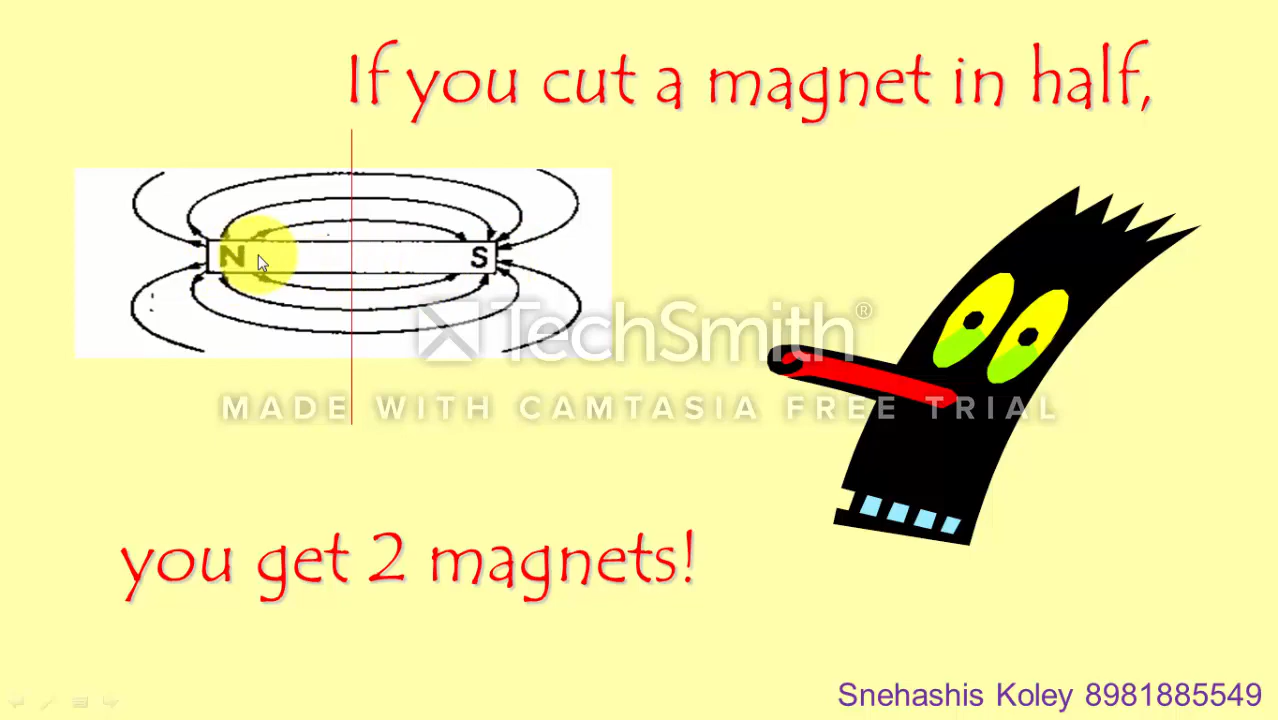 If you cut a magnet in half,
N S
TechSmith®
MADE WITH CAMTASIA FREE TRIAL
you get 2 magnets!
Snehashis Koley 8981885549